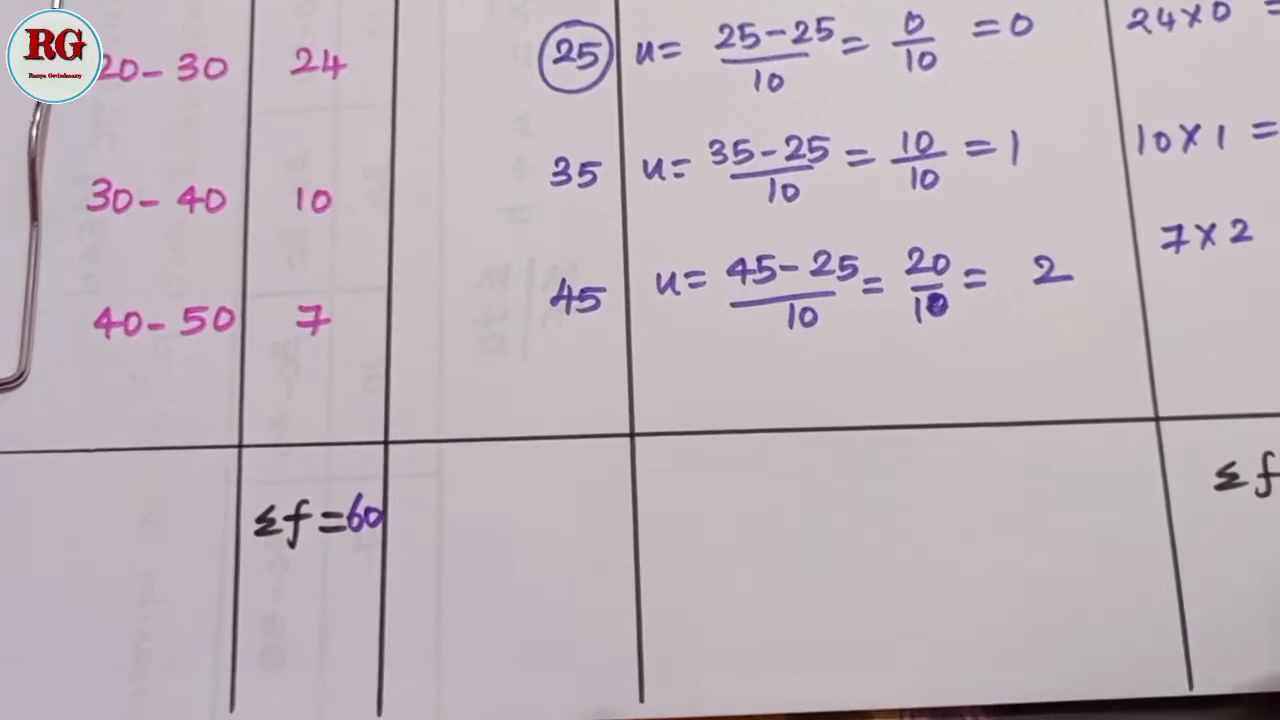 RG
Ramya Govindasamy
20-30 24 25 u= 25-25/10 = 0/10 =0 24×0 =
30-40 10 35 u= 35-25/10 = 10/10 =1 10×1 =
40-50 7 45 u= 45-25/10 = 20/10 = 2 7×2
Σf=60 Σf